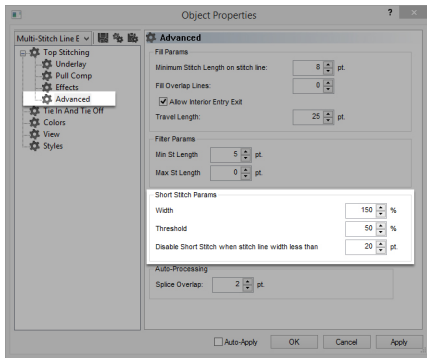 Object Properties
?
Multi-Stitch Line E
Top Stitching
Underlay
Pull Comp
Effects
Advanced
Tie In And Tie Off
Colors
View
Styles
Advanced
Fill Params
Minimum Stitch Length on stitch line: 8 pt.
Fill Overlap Lines: 0
Allow Interior Entry Exit
Travel Length: 25 pt.
Filter Params
Min St Length 5 pt.
Max St Length 0 pt.
Short Stitch Params
Width 150 %
Threshold 50 %
Disable Short Stitch when stitch line width less than 20 pt.
Auto-Processing
Splice Overlap: 2 pt.
Auto-Apply OK Cancel Apply